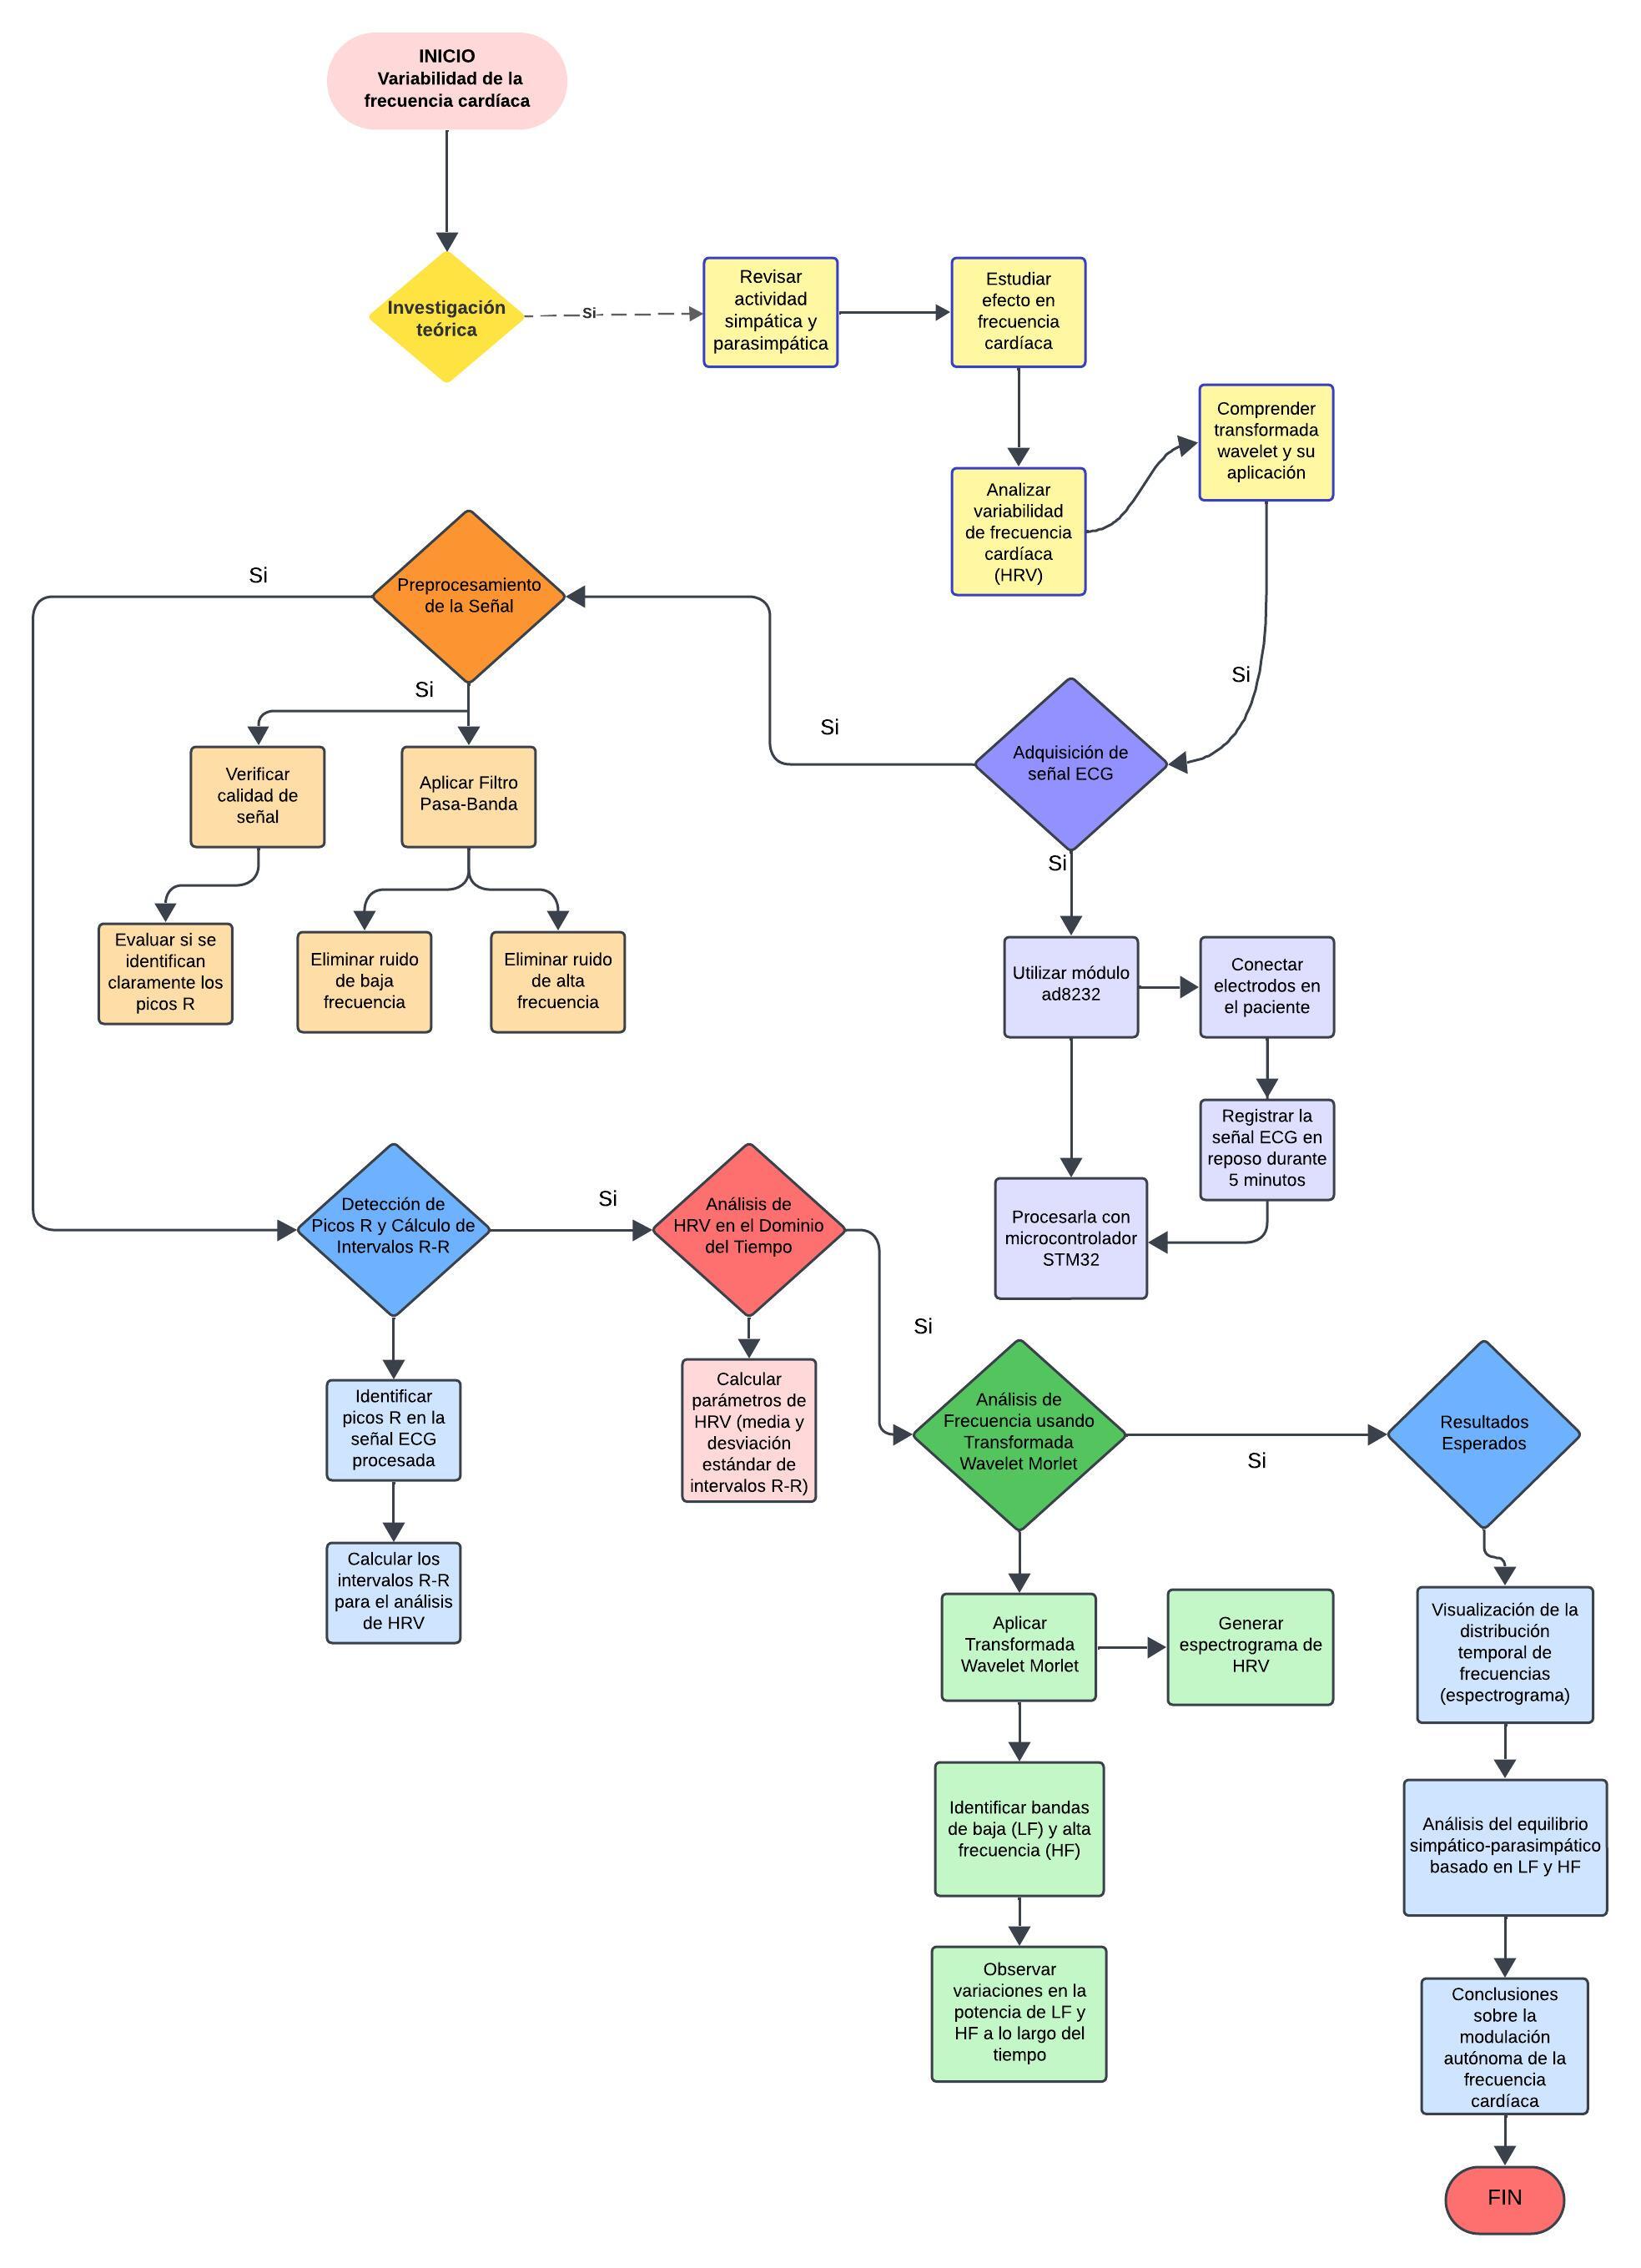 INICIO
Variabilidad de la
frecuencia cardíaca
Investigación
teórica
Si
Revisar
actividad
simpática y
parasimpática
Estudiar
efecto en
frecuencia
cardíaca
Analizar
variabilidad
de frecuencia
cardíaca
(HRV)
Comprender
transformada
wavelet y su
aplicación
Si
Adquisición de
señal ECG
Si
Utilizar módulo
ad8232
Conectar
electrodos en
el paciente
Registrar la
señal ECG en
reposo durante
5 minutos
Procesarla con
microcontrolador
STM32
Si
Preprocesamiento
de la Señal
Si
Verificar
calidad de
señal
Evaluar si se
identifican
claramente los
picos R
Aplicar Filtro
Pasa-Banda
Eliminar ruido
de baja
frecuencia
Eliminar ruido
de alta
frecuencia
Si
Detección de
Picos R y Cálculo de
Intervalos R-R
Identificar
picos R en la
señal ECG
procesada
Calcular los
intervalos R-R
para el análisis
de HRV
Si
Análisis de
HRV en el Dominio
del Tiempo
Calcular
parámetros de
HRV (media y
desviación
estándar de
intervalos R-R)
Si
Análisis de
Frecuencia usando
Transformada
Wavelet Morlet
Aplicar
Transformada
Wavelet Morlet
Generar
espectrograma de
HRV
Identificar bandas
de baja (LF) y alta
frecuencia (HF)
Observar
variaciones en la
potencia de LF y
HF a lo largo del
tiempo
Si
Resultados
Esperados
Visualización de la
distribución
temporal de
frecuencias
(espectrograma)
Análisis del equilibrio
simpático-parasimpático
basado en LF y HF
Conclusiones
sobre la
modulación
autónoma de la
frecuencia
cardíaca
FIN